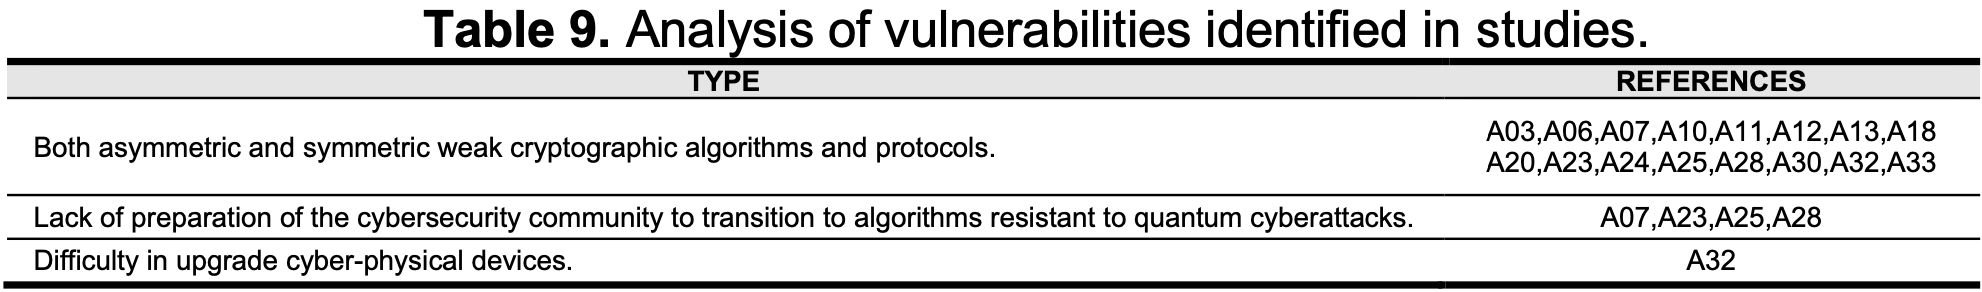 Table 9. Analysis of vulnerabilities identified in studies.
TYPE REFERENCES
Both asymmetric and symmetric weak cryptographic algorithms and protocols. A03,A06,A07,A10,A11,A12,A13,A18
A20,A23,A24,A25,A28,A30,A32,A33
Lack of preparation of the cybersecurity community to transition to algorithms resistant to quantum cyberattacks. A07,A23,A25,A28
Difficulty in upgrade cyber-physical devices. A32